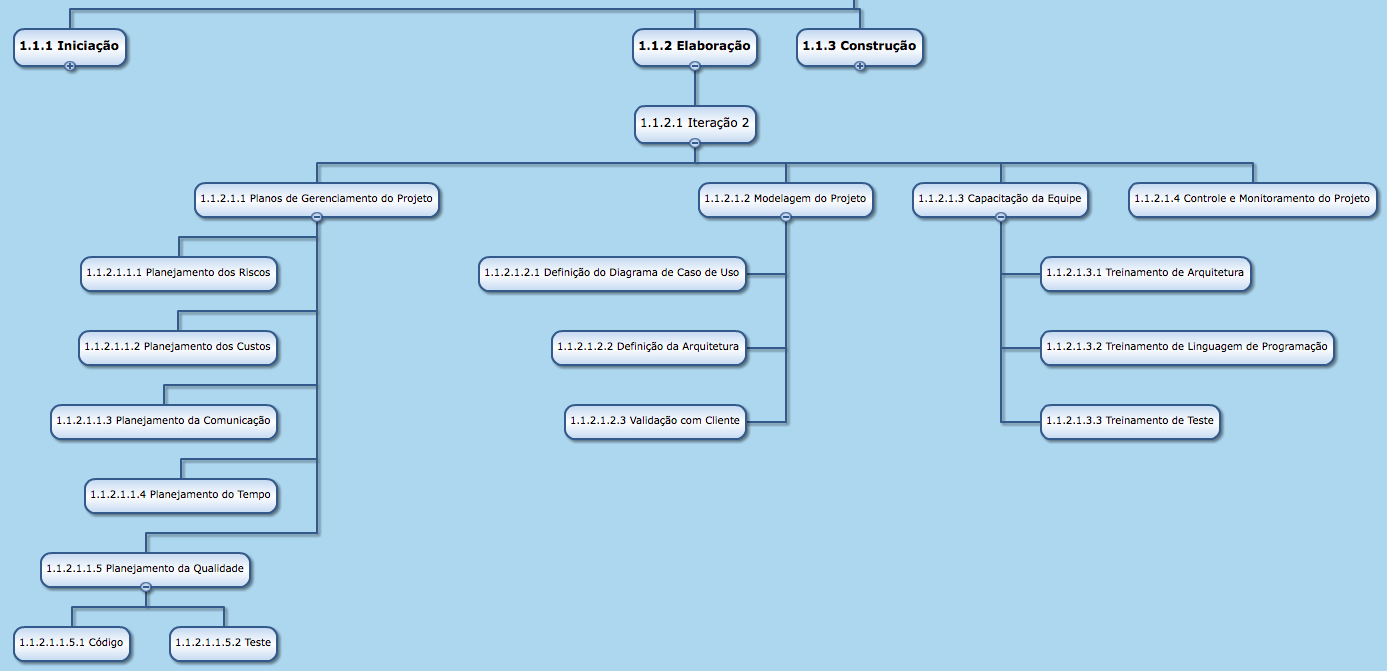 1.1.1 Iniciação
1.1.2 Elaboração
1.1.3 Construção
1.1.2.1 Iteração 2
1.1.2.1.1 Planos de Gerenciamento do Projeto
1.1.2.1.2 Modelagem do Projeto
1.1.2.1.3 Capacitação da Equipe
1.1.2.1.4 Controle e Monitoramento do Projeto
1.1.2.1.1.1 Planejamento dos Riscos
1.1.2.1.2.1 Definição do Diagrama de Caso de Uso
1.1.2.1.3.1 Treinamento de Arquitetura
1.1.2.1.1.2 Planejamento dos Custos
1.1.2.1.2.2 Definição da Arquitetura
1.1.2.1.3.2 Treinamento de Linguagem de Programação
1.1.2.1.1.3 Planejamento da Comunicação
1.1.2.1.2.3 Validação com Cliente
1.1.2.1.3.3 Treinamento de Teste
1.1.2.1.1.4 Planejamento do Tempo
1.1.2.1.1.5 Planejamento da Qualidade
1.1.2.1.1.5.1 Código
1.1.2.1.1.5.2 Teste